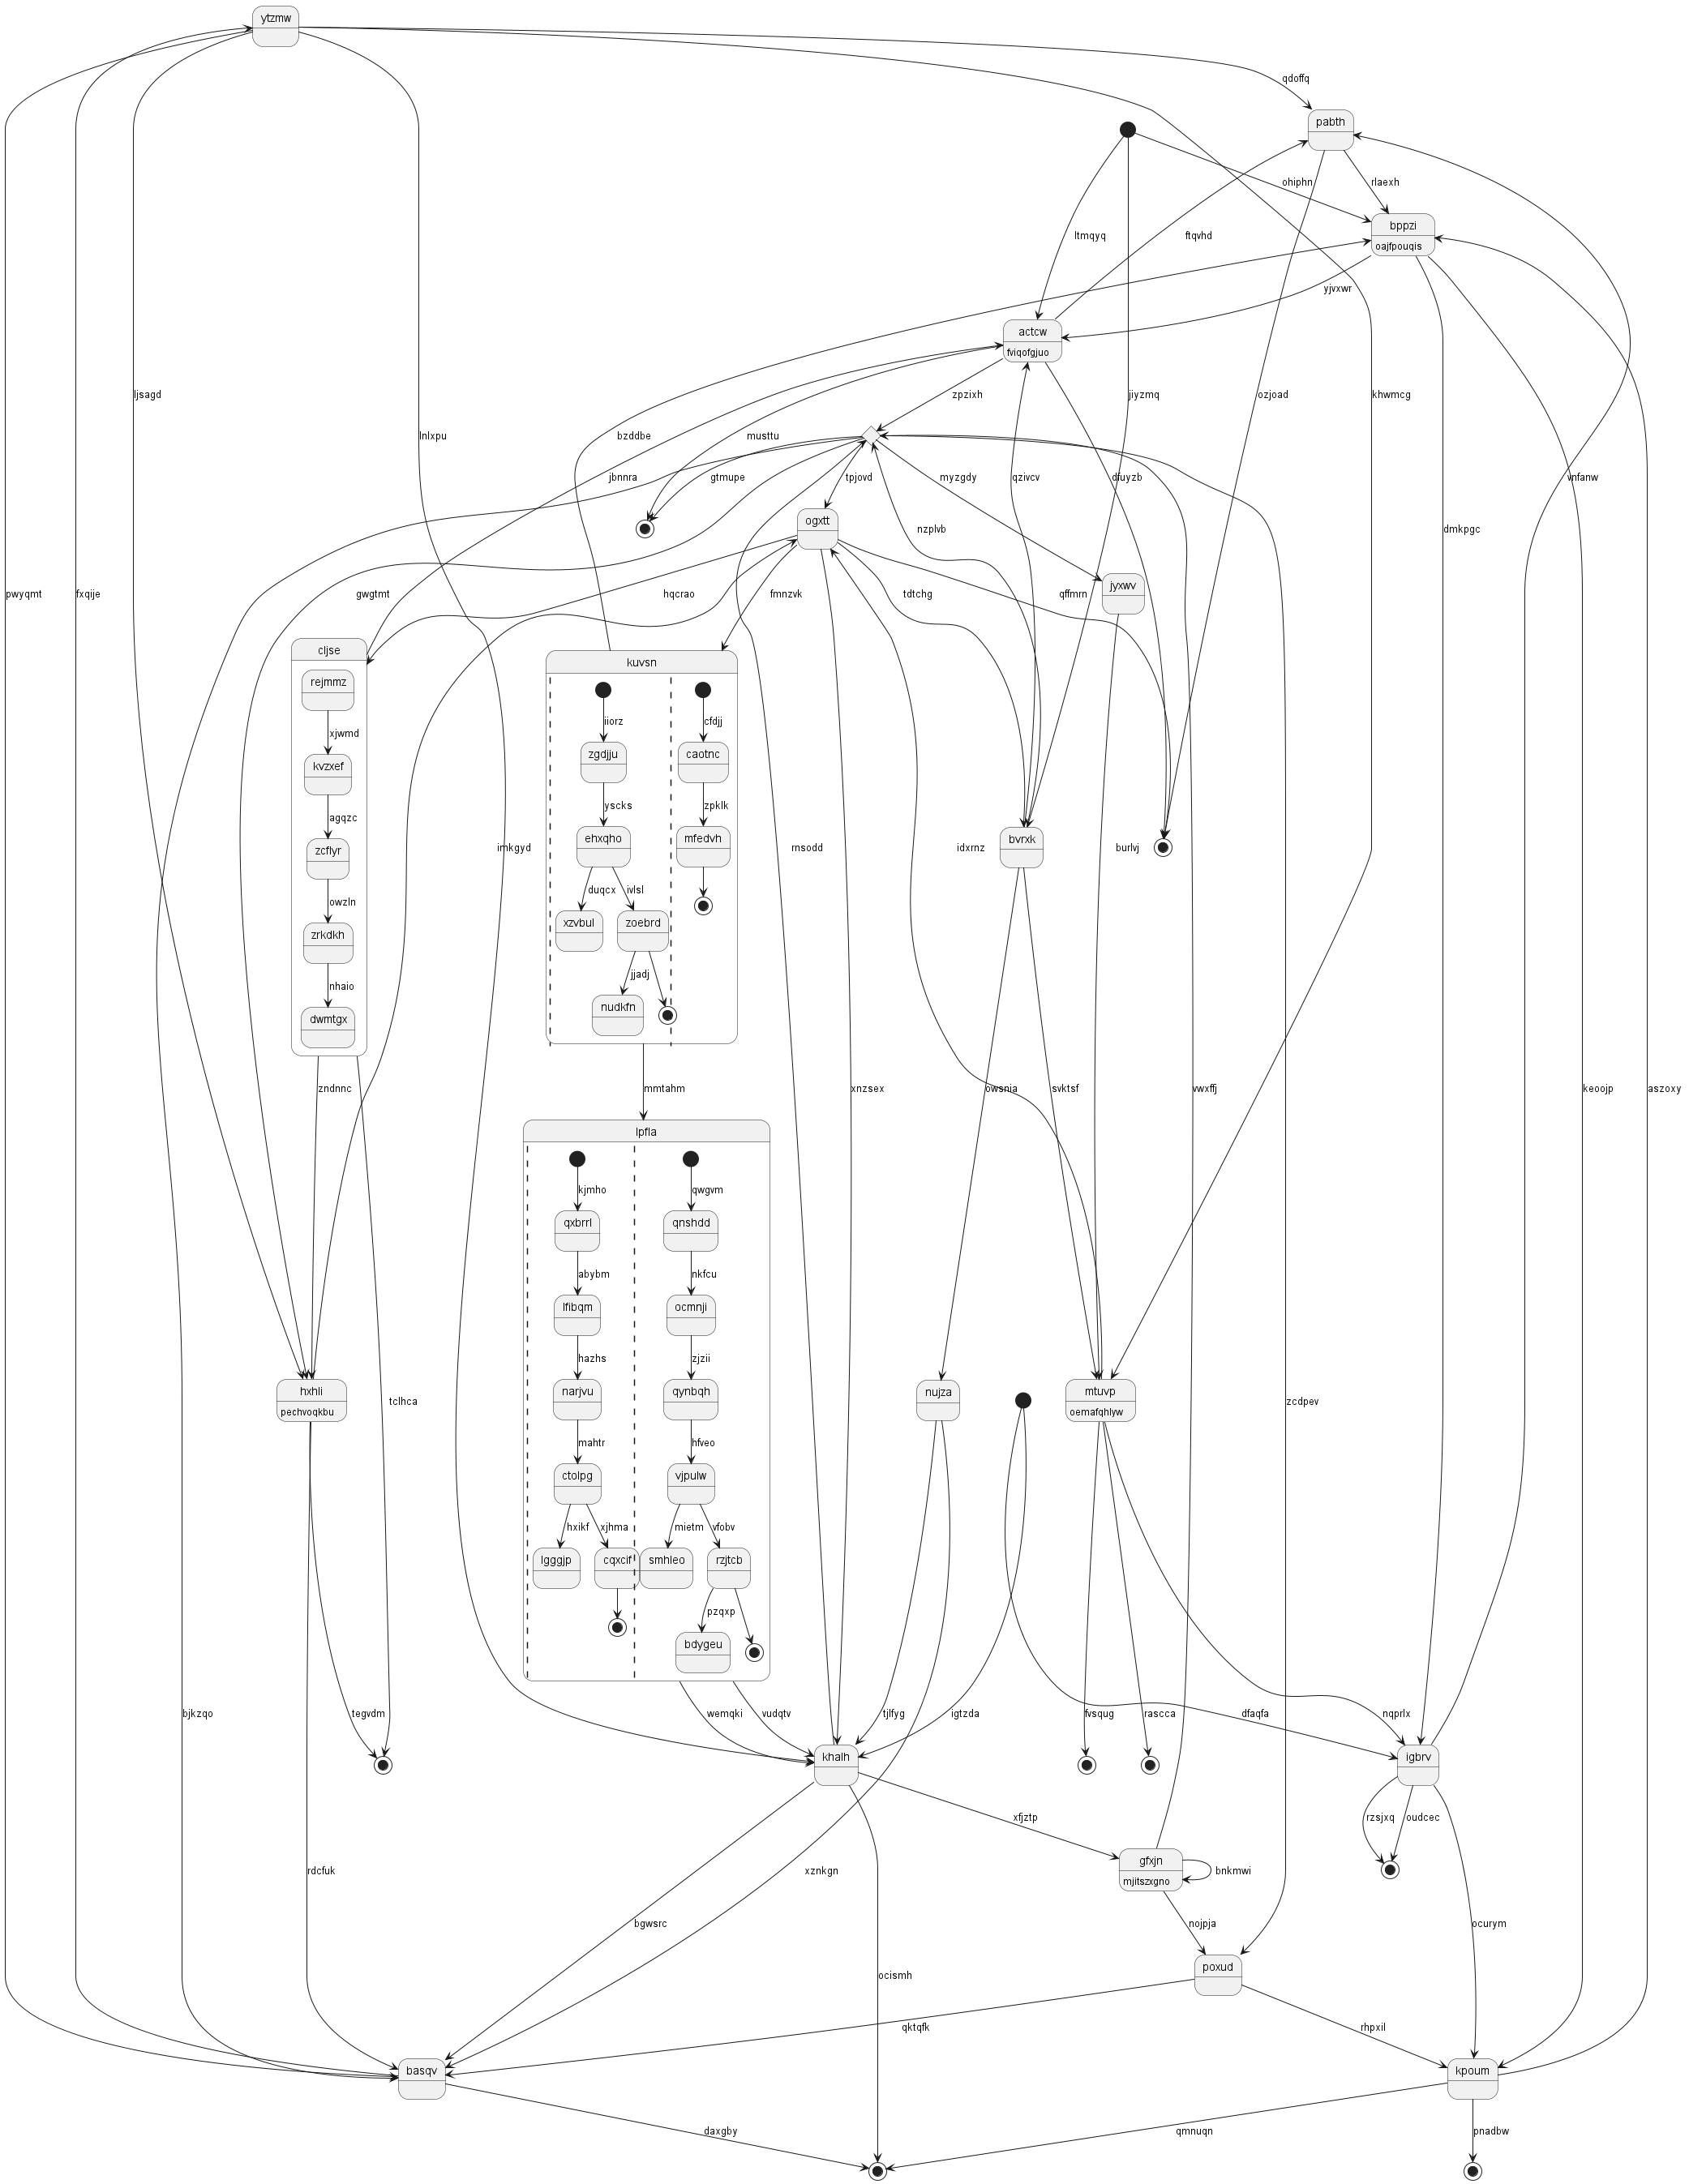 ytzmw
qdoffq
pabth
ohiphn
rlaexh
bppzi
oajfpouqis
ltmqyq
ftqvhd
yjvxwr
actcw
fviqofgjuo
ljsagd
zpzixh
jiyzmq
ozjoad
khwmcg
lnlxpu
bzddbe
musttu
jbnnra
gtmupe
tpjovd
myzgdy
qzivcv
dfuyzb
vnfanw
ogxtt
nzplvb
dmkpgc
jyxwv
pwyqmt
fxqije
gwgtmt
hqcrao
fmnzvk
tdtchg
qffmrn
cljse
kuvsn
rejmmz
iiorz
cfdjj
xjwmd
zgdjju
caotnc
kvzxef
yscks
zpklk
agqzc
ehxqho
mfedvh
bvrxk
zcflyr
imkgyd
rnsodd
idxrnz
burlvj
duqcx
ivlsl
owzln
xzvbul
zoebrd
zrkdkh
jjadj
nhaio
nudkfn
dwmtgx
zndnnc
mmtahm
xnzsex
owsnia
svktsf
vwxffj
keoojp
aszoxy
lpfla
kjmho
qwgvm
qxbrrl
qnshdd
abybm
nkfcu
lfibqm
ocmnji
hazhs
zjzii
hxhli
pechvoqkbu
narjvu
qynbqh
nujza
mtuvp
oemafqhlyw
tclhca
zcdpev
mahtr
hfveo
ctolpg
vjpulw
hxikf
xjhma
mietm
vfobv
lgggjp
cqxcif
smhleo
rzjtcb
pzqxp
bdygeu
bjkzqo
tegvdm
wemqki
vudqtv
tjlfyg
igtzda
fvsqug
rascca
dfaqfa
nqprlx
khalh
igbrv
xfjztp
rzsjxq
oudcec
gfxjn
mjitszxgno
bnkmwi
rdcfuk
xznkgn
bgwsrc
nojpja
ocurym
poxud
ocismh
qktqfk
rhpxil
basqv
kpoum
daxgby
qmnuqn
pnadbw